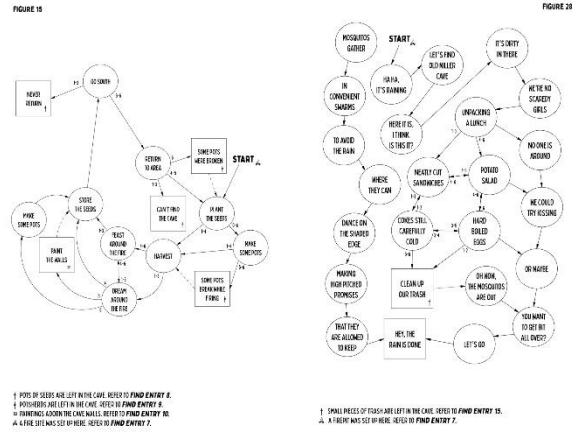 FIGURE 15
GO SOUTH
NEVER
RETURN †
RETURN
TO AREA
SOME POTS
WERE BROKEN
†
START
CAN'T FIND
THE CAVE
†
PLANT
THE SEEDS
STORE
THE SEEDS
MAKE
SOME POTS
FEAST
AROUND
THE FIRE
HARVEST
MAKE
SOME POTS
PAINT
THE WALLS
DREAM
AROUND
THE FIRE
SOME POTS
BREAK WHILE
FIRING
†
† POTS OF SEEDS ARE LEFT IN THE CAVE. REFER TO FIND ENTRY 8.
‡ POTSHERDS ARE LEFT IN THE CAVE. REFER TO FIND ENTRY 9.
PAINTINGS ADORN THE CAVE WALLS. REFER TO FIND ENTRY 10.
A FIRE SITE WAS SET UP HERE. REFER TO FIND ENTRY 7.
FIGURE 28
MOSQUITOS
GATHER
IN
CONVENIENT
SWARMS
TO AVOID
THE RAIN
WHERE
THEY CAN
DANCE ON
THE SHADED
EDGE
MAKING
HIGH PITCHED
PROMISES
THAT THEY
ARE ALLOWED
TO KEEP
START
HA HA,
IT'S RAINING
LET'S FIND
OLD MILLER
CAVE
HERE IT IS,
I THINK
IS THIS IT?
IT'S DIRTY
IN THERE
WE'RE NO
SCAREDY
GIRLS
UNPACKING
A LUNCH
NO ONE IS
AROUND
NEATLY CUT
SANDWICHES
POTATO
SALAD
WE COULD
TRY KISSING
COKES STILL
CAREFULLY
COLD
HARD
BOILED
EGGS
OR MAYBE
CLEAN UP
OUR TRASH
†
OH NOW,
THE MOSQUITOS
ARE OUT
YOU WANT
TO GET BIT
ALL OVER?
HEY, THE
RAIN IS DONE
LET'S GO
† SMALL PIECES OF TRASH ARE LEFT IN THE CAVE. REFER TO FIND ENTRY 15.
A FIREPIT WAS SET UP HERE. REFER TO FIND ENTRY 7.